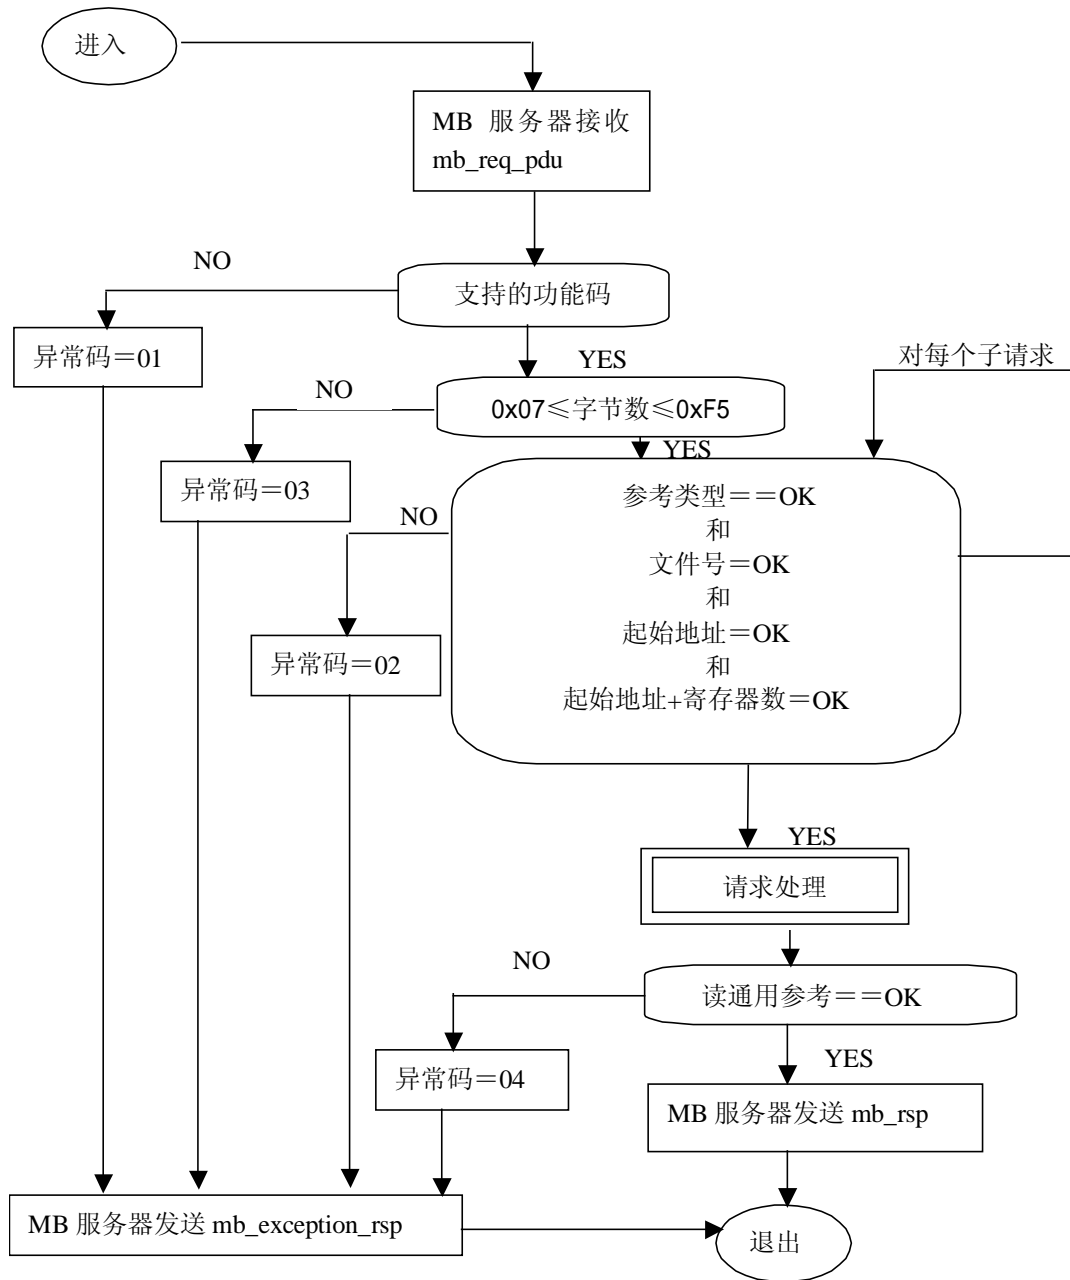 进入
MB 服务器接收
mb_req_pdu
NO
支持的功能码
异常码＝01
YES
对每个子请求
NO
0x07≤字节数≤0xF5
YES
异常码＝03
参考类型＝＝OK
NO
和
文件号＝OK
和
起始地址＝OK
异常码＝02
和
起始地址+寄存器数＝OK
YES
请求处理
NO
读通用参考＝＝OK
YES
异常码＝04
MB 服务器发送 mb_rsp
MB 服务器发送 mb_exception_rsp
退出